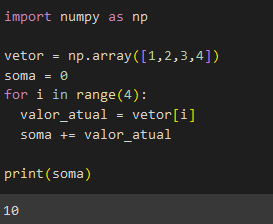 import numpy as np

vetor = np.array([1,2,3,4])
soma = 0
for i in range(4):
  valor_atual = vetor[i]
  soma += valor_atual

print(soma)

10